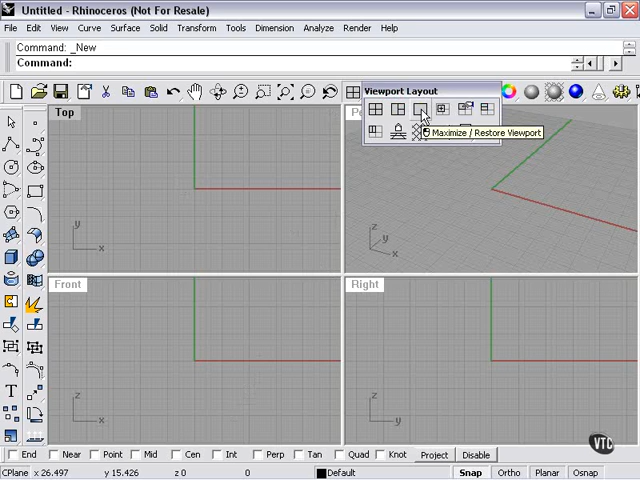 Untitled - Rhinoceros (Not For Resale)
File Edit View Curve Surface Solid Transform Tools Dimension Analyze Render Help
Command: _New
Command:
Viewport Layout
Maximize / Restore Viewport
Top
Pe
y
x
z
y
x
Front
Right
z
x
z
y
T
VTC
End Near Point Mid Cen Int Perp Tan Quad Knot Project Disable
CPlane x 26.497 y 15.426 z 0 0 Default Snap Ortho Planar Osnap